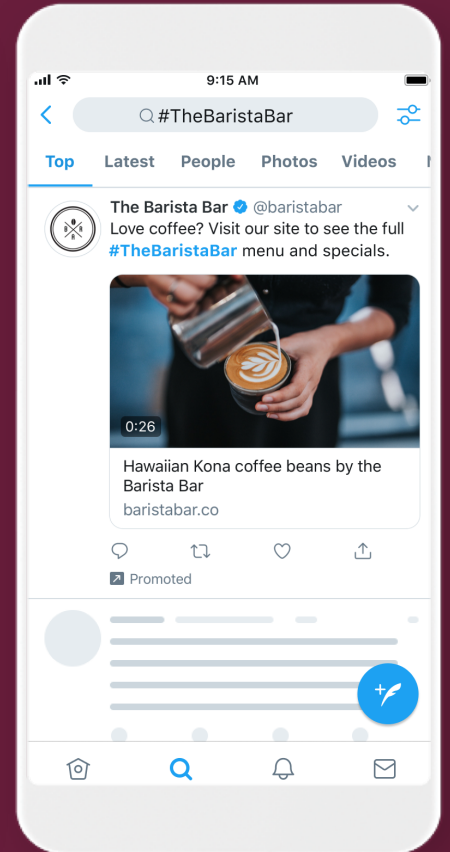 9:15 AM
#TheBaristaBar
Top Latest People Photos Videos
The Barista Bar @baristabar
Love coffee? Visit our site to see the full
#TheBaristaBar menu and specials.
0:26
Hawaiian Kona coffee beans by the
Barista Bar
baristabar.co
Promoted